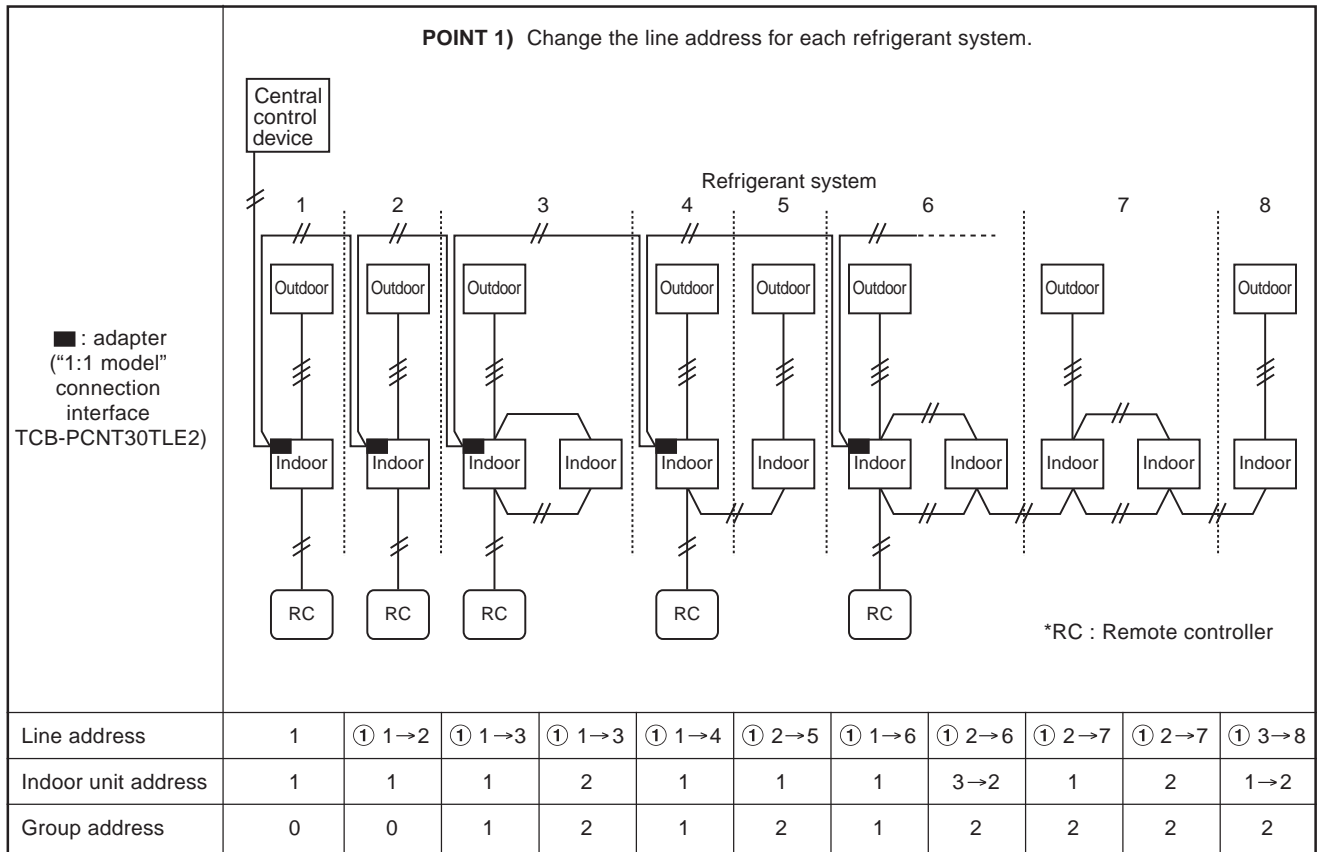 POINT 1) Change the line address for each refrigerant system.
Central
control
device
Refrigerant system
1 2 3 4 5 6 7 8
Outdoor Outdoor Outdoor Outdoor Outdoor Outdoor Outdoor Outdoor
■ : adapter
(“1:1 model”
connection
interface
TCB-PCNT30TLE2)
Indoor Indoor Indoor Indoor Indoor Indoor Indoor Indoor Indoor Indoor Indoor
RC RC RC RC RC
*RC : Remote controller
Line address 1 ① 1→2 ① 1→3 ① 1→3 ① 1→4 ① 2→5 ① 1→6 ① 2→6 ① 2→7 ① 2→7 ① 3→8
Indoor unit address 1 1 1 2 1 1 1 3→2 1 2 1→2
Group address 0 0 1 2 1 2 1 2 2 2 2